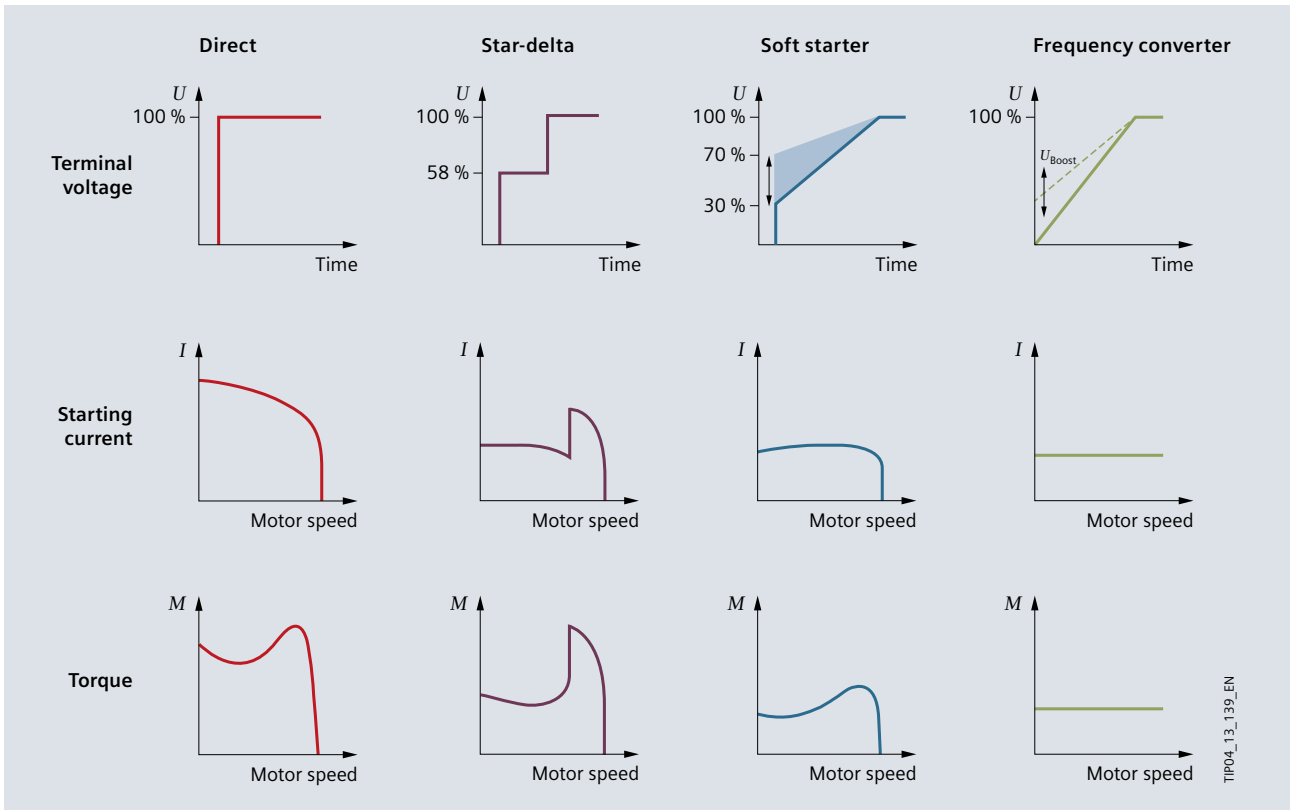 Direct
Star-delta
Soft starter
Frequency converter
Terminal
voltage
U
100 %
Time
U
100 %
58 %
Time
U
100 %
70 %
30 %
Time
U
100 %
UBoost
Time
Starting
current
I
Motor speed
I
Motor speed
I
Motor speed
I
Motor speed
Torque
M
Motor speed
M
Motor speed
M
Motor speed
M
Motor speed
TIP04_13_139_EN